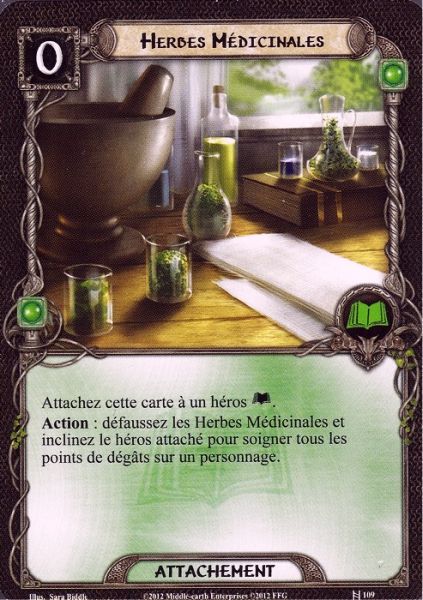 0
HERBES MÉDICINALES
Attachez cette carte à un héros .
Action : défaussez les Herbes Médicinales et
inclinez le héros attaché pour soigner tous les
points de dégâts sur un personnage.
ATTACHEMENT
Illus. Sara Biddle ©2012 Middle-earth Enterprises ©2012 FFG 109